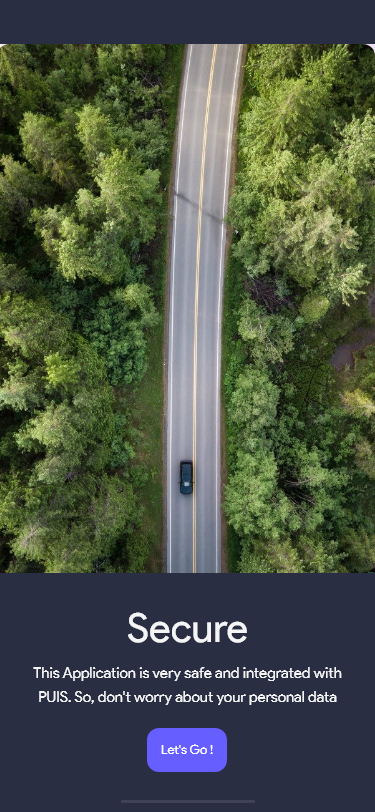 Secure
This Application is very safe and integrated with
PUIS. So, don't worry about your personal data
Let's Go !